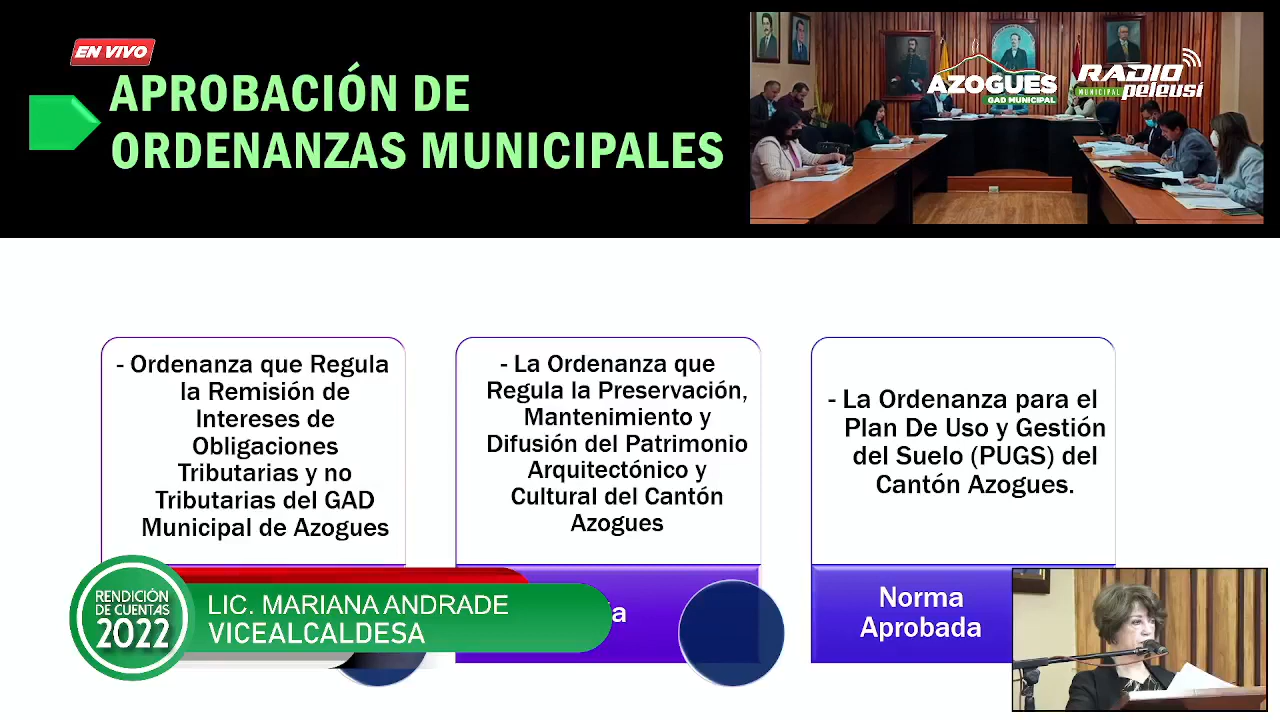 EN VIVO
APROBACIÓN DE
ORDENANZAS MUNICIPALES
AZOGUES
GAD MUNICIPAL
RADIO
MUNICIPAL peleusí
- Ordenanza que Regula
la Remisión de
Intereses de
Obligaciones
Tributarias y no
Tributarias del GAD
Municipal de Azogues
- La Ordenanza que
Regula la Preservación,
Mantenimiento y
Difusión del Patrimonio
Arquitectónico y
Cultural del Cantón
Azogues
- La Ordenanza para el
Plan De Uso y Gestión
del Suelo (PUGS) del
Cantón Azogues.
Norma
Aprobada
RENDICIÓN
DE CUENTAS
2022
LIC. MARIANA ANDRADE
VICEALCALDESA